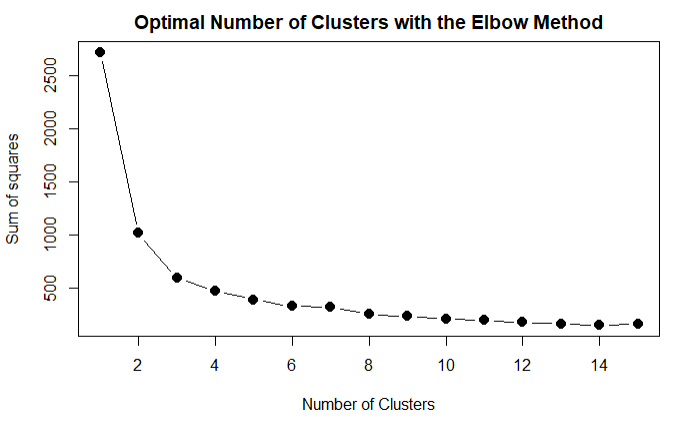 Optimal Number of Clusters with the Elbow Method
Sum of squares
2500
2000
1500
1000
500
2 4 6 8 10 12 14
Number of Clusters